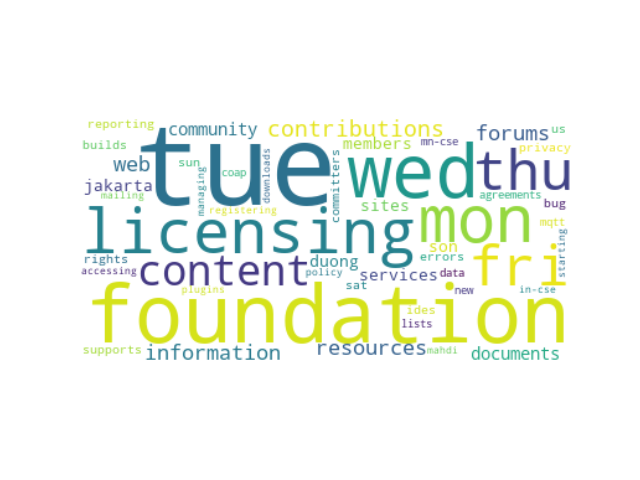 reporting
community
contributions
forums
us
builds
tue
members
mn-cse
privacy
web
sun
coap
downloads
committers
wed
thu
jakarta
mailing
managing
registering
sites
agreements
bug
licensing
mon
mqtt
starting
son
errors
fri
rights
accessing
content
duong
policy
services
data
sat
new
in-cse
plugins
foundation
ides
lists
supports
information
resources
mahdi
documents